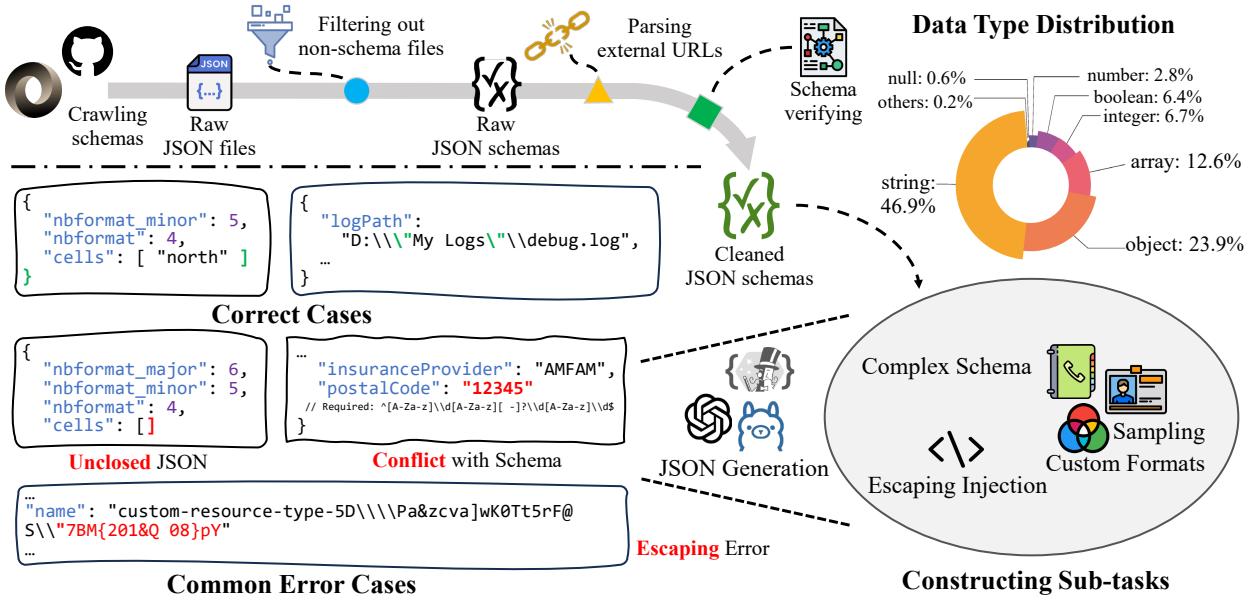 Crawling
schemas
JSON
{...}
Raw
JSON files
Filtering out
non-schema files
Raw
JSON schemas
Parsing
external URLs
Schema
verifying
Cleaned
JSON schemas
Data Type Distribution
null: 0.6%
others: 0.2%
number: 2.8%
boolean: 6.4%
integer: 6.7%
array: 12.6%
string:
46.9%
object: 23.9%
{
"nbformat_minor": 5,
"nbformat": 4,
"cells": [ "north" ]
}
{
"logPath":
"D:\\\"My Logs\"\\debug.log",
…
}
Correct Cases
{
"nbformat_major": 6,
"nbformat_minor": 5,
"nbformat": 4,
"cells": []
Unclosed JSON
…
"insuranceProvider": "AMFAM",
"postalCode": "12345"
// Required: ^[A-Za-z]\\d[A-Za-z][ -]?\\d[A-Za-z]\\d$
}
Conflict with Schema
…
"name": "custom-resource-type-5D\\\\Pa&zcva]wK0Tt5rF@
S\\"7BM{201&Q 08}pY"
…
Escaping Error
Common Error Cases
JSON Generation
Complex Schema
Sampling
Custom Formats
</>
Escaping Injection
Constructing Sub-tasks